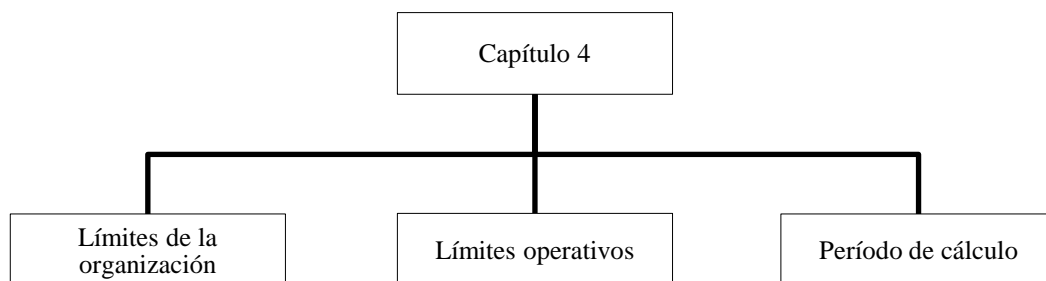 Capítulo 4
Límites de la
organización
Límites operativos
Período de cálculo